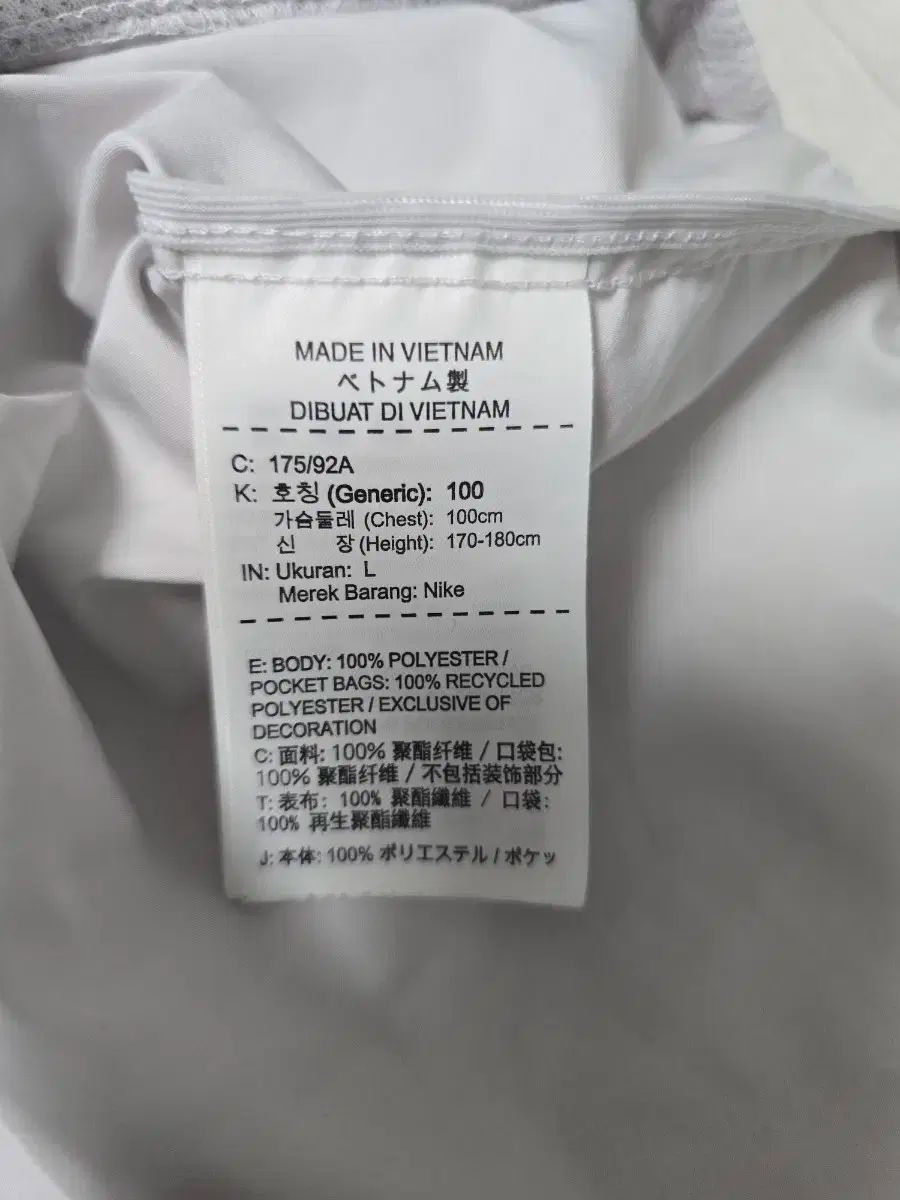 MADE IN VIETNAM
ベトナム製
DIBUAT DI VIETNAM
C: 175/92A
K: 호칭 (Generic): 100
가슴둘레 (Chest): 100cm
신 장 (Height): 170-180cm
IN: Ukuran: L
Merek Barang: Nike
E: BODY: 100% POLYESTER /
POCKET BAGS: 100% RECYCLED
POLYESTER / EXCLUSIVE OF
DECORATION
C: 面料: 100% 聚酯纤维 / 口袋包:
100% 聚酯纤维 / 不包括装饰部分
T: 表布: 100% 聚酯纖維 / 口袋:
100% 再生聚酯纖維
J: 本体: 100% ポリエステル / ポケッ